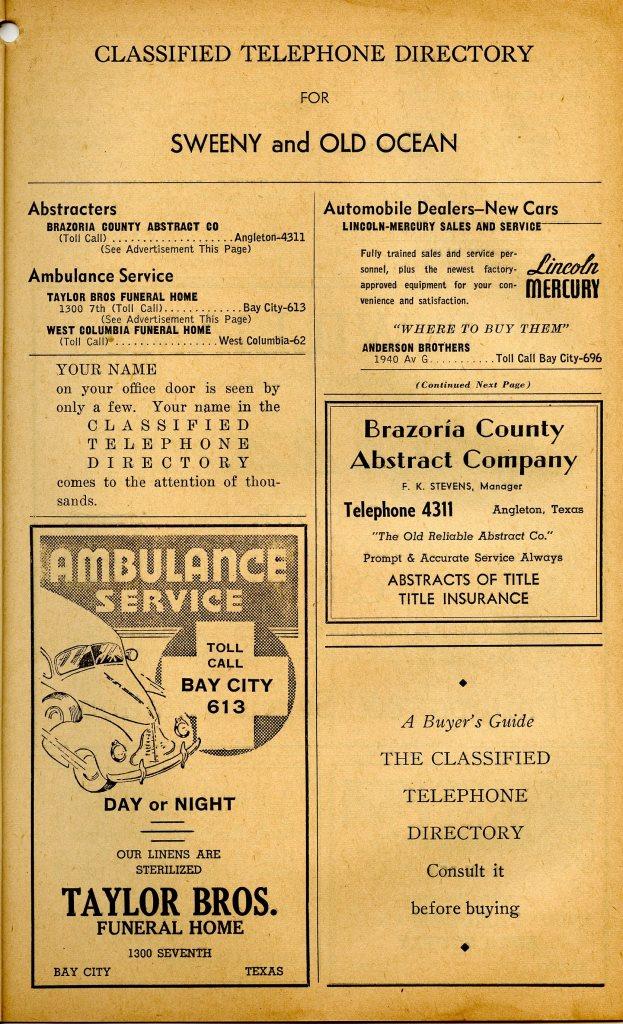 CLASSIFIED TELEPHONE DIRECTORY
FOR
SWEENY and OLD OCEAN
Abstracters
BRAZORIA COUNTY ABSTRACT CO
(Toll Call) ....................Angleton-4311
(See Advertisement This Page)
Ambulance Service
TAYLOR BROS FUNERAL HOME
1300 7th (Toll Call).............Bay City-613
(See Advertisement This Page)
WEST COLUMBIA FUNERAL HOME
(Toll Call).................West Columbia-62
YOUR NAME
on your office door is seen by
only a few. Your name in the
CLASSIFIED
TELEPHONE
DIRECTORY
comes to the attention of thou-
sands.
AMBULANCE
SERVICE
TOLL
CALL
BAY CITY
613
DAY or NIGHT
OUR LINENS ARE
STERILIZED
TAYLOR BROS.
FUNERAL HOME
1300 SEVENTH
BAY CITY TEXAS
Automobile Dealers—New Cars
LINCOLN-MERCURY SALES AND SERVICE
Fully trained sales and service per-
sonnel, plus the newest factory-
approved equipment for your con-
venience and satisfaction.
Lincoln
MERCURY
"WHERE TO BUY THEM"
ANDERSON BROTHERS
1940 Av G...........Toll Call Bay City-696
(Continued Next Page)
Brazoria County
Abstract Company
F. K. STEVENS, Manager
Telephone 4311 Angleton, Texas
"The Old Reliable Abstract Co."
Prompt & Accurate Service Always
ABSTRACTS OF TITLE
TITLE INSURANCE
A Buyer's Guide
THE CLASSIFIED
TELEPHONE
DIRECTORY
Consult it
before buying